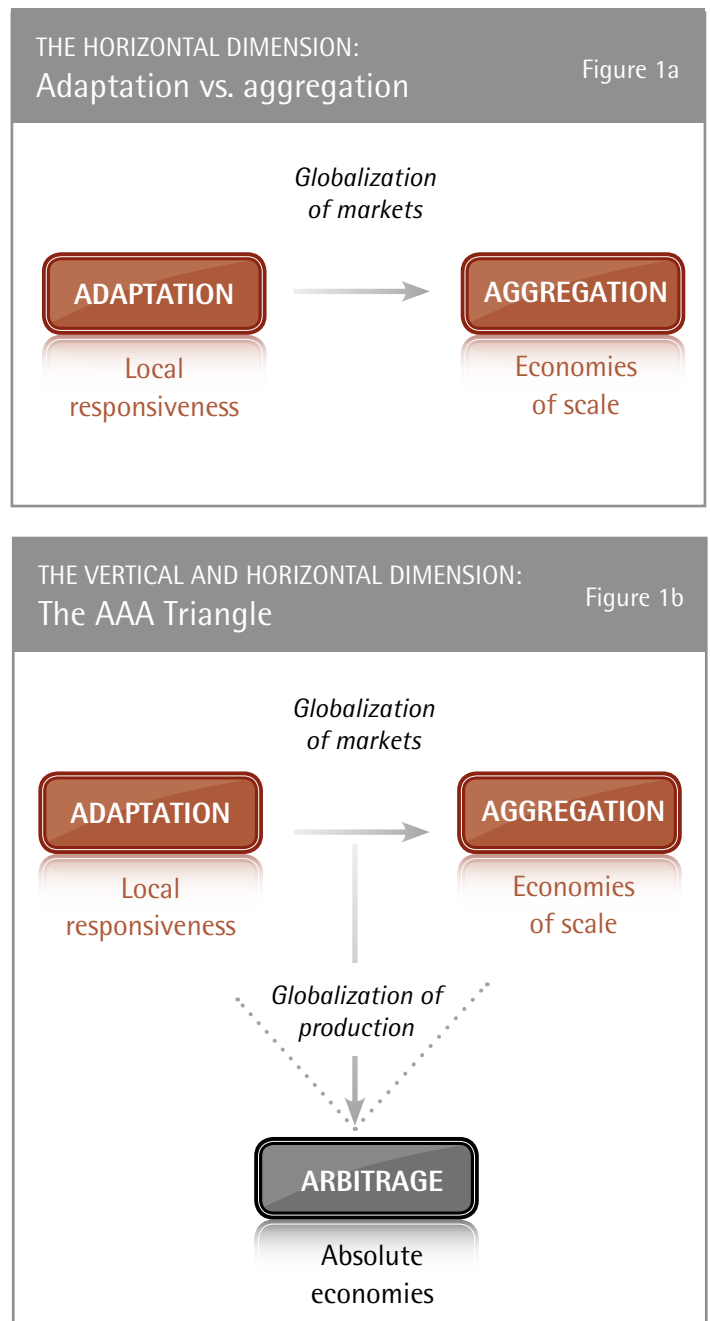 THE HORIZONTAL DIMENSION:
Adaptation vs. aggregation
Figure 1a
Globalization
of markets
ADAPTATION
AGGREGATION
Local
responsiveness
Economies
of scale
THE VERTICAL AND HORIZONTAL DIMENSION:
The AAA Triangle
Figure 1b
Globalization
of markets
ADAPTATION
AGGREGATION
Local
responsiveness
Economies
of scale
Globalization of
production
ARBITRAGE
Absolute
economies